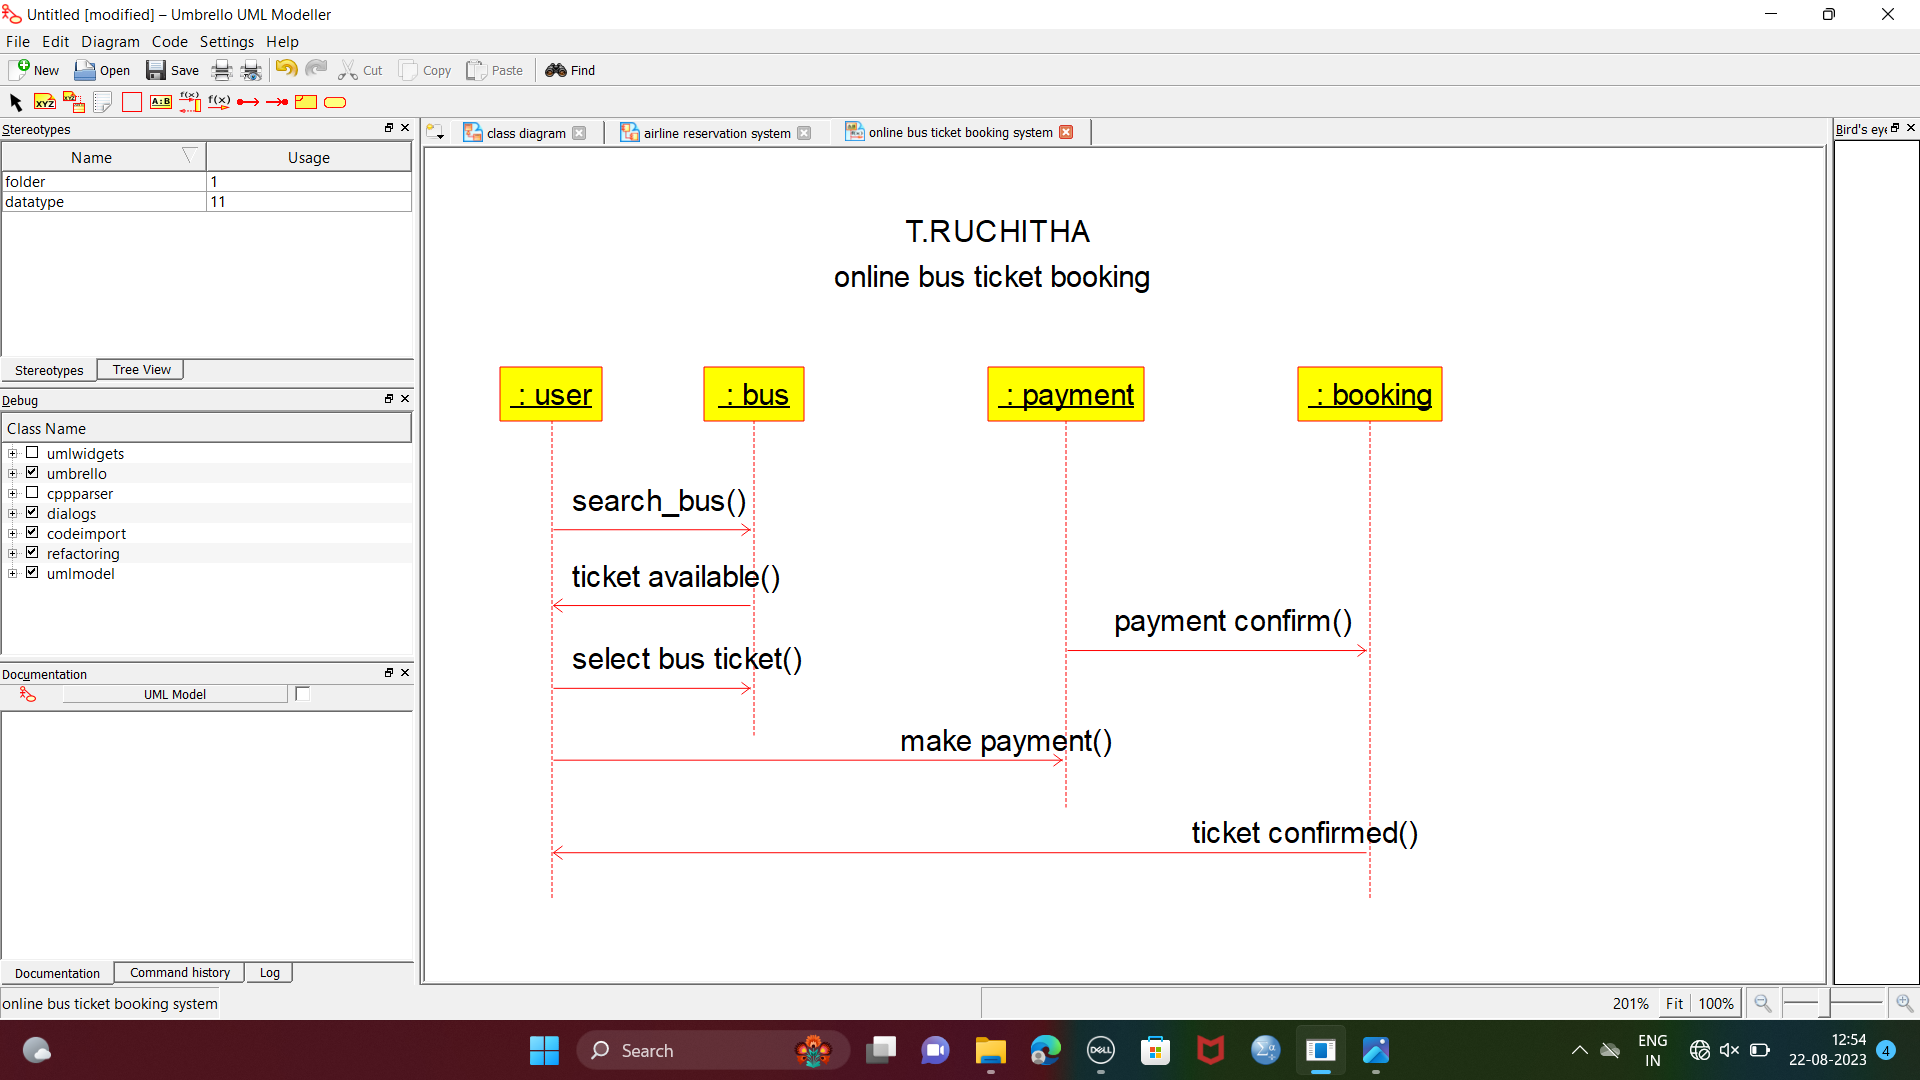 Untitled [modified] – Umbrello UML Modeller
File Edit Diagram Code Settings Help
New Open Save Cut Copy Paste Find
XYZ A:B f(x) f(x)
Stereotypes
Name Usage
folder 1
datatype 11
Stereotypes Tree View
Debug
Class Name
umlwidgets
umbrello
cppparser
dialogs
codeimport
refactoring
umlmodel
Documentation
UML Model
Documentation Command history Log
class diagram airline reservation system online bus ticket booking system
Bird's eye
T.RUCHITHA
online bus ticket booking
: user : bus : payment : booking
search_bus()
ticket available()
payment confirm()
select bus ticket()
make payment()
ticket confirmed()
online bus ticket booking system
201% Fit 100%
Search
DELL
ENG
IN
12:54
22-08-2023
4